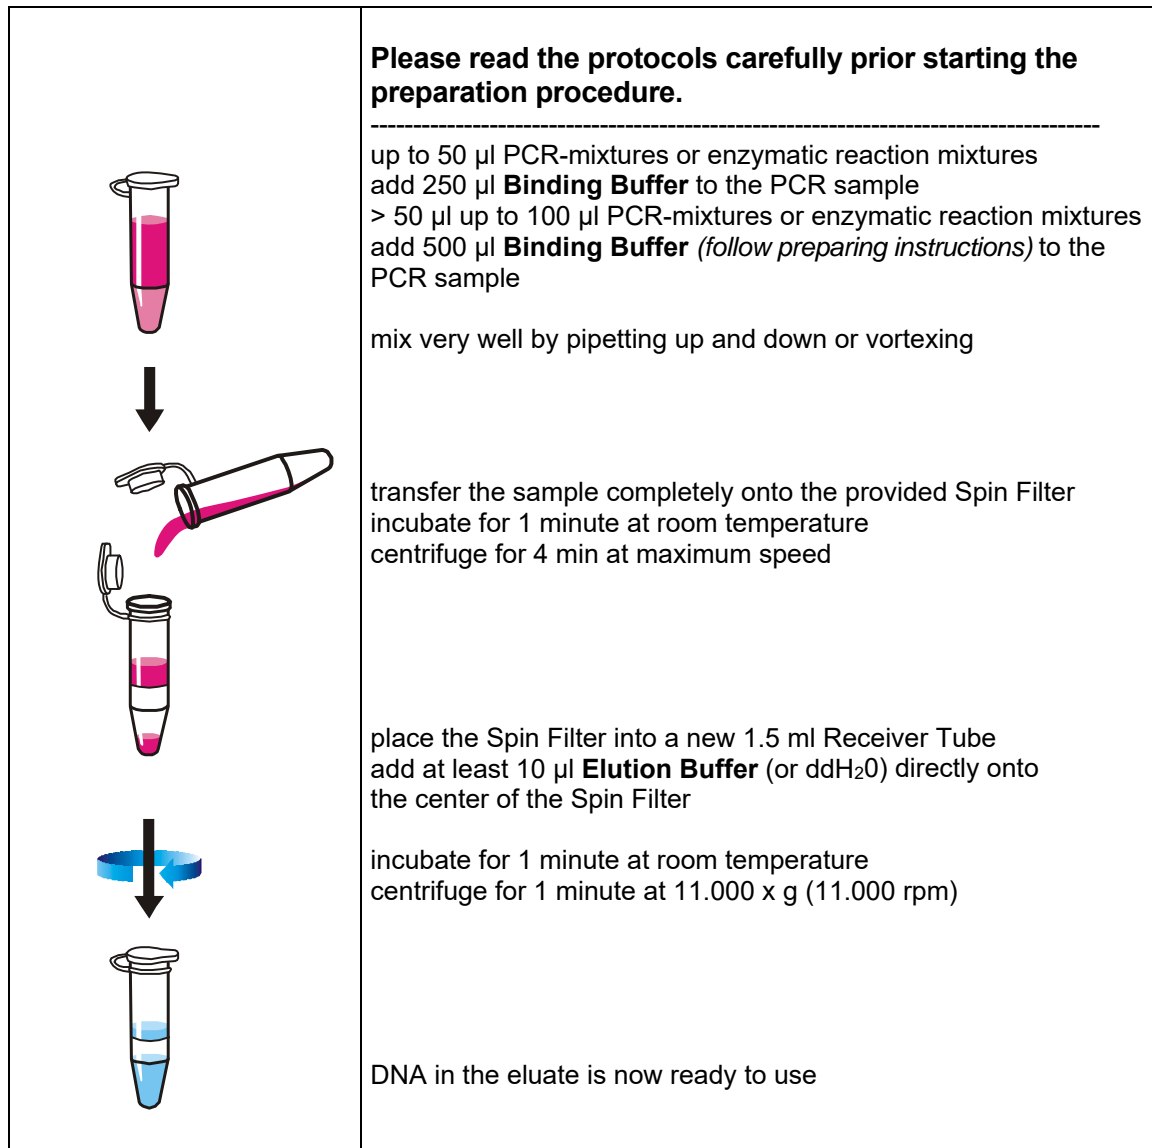 Please read the protocols carefully prior starting the
preparation procedure.
--------------------------------------------------------------------------------------
up to 50 µl PCR-mixtures or enzymatic reaction mixtures
add 250 µl Binding Buffer to the PCR sample
> 50 µl up to 100 µl PCR-mixtures or enzymatic reaction mixtures
add 500 µl Binding Buffer (follow preparing instructions) to the
PCR sample
mix very well by pipetting up and down or vortexing
transfer the sample completely onto the provided Spin Filter
incubate for 1 minute at room temperature
centrifuge for 4 min at maximum speed
place the Spin Filter into a new 1.5 ml Receiver Tube
add at least 10 µl Elution Buffer (or ddH₂0) directly onto
the center of the Spin Filter
incubate for 1 minute at room temperature
centrifuge for 1 minute at 11.000 x g (11.000 rpm)
DNA in the eluate is now ready to use